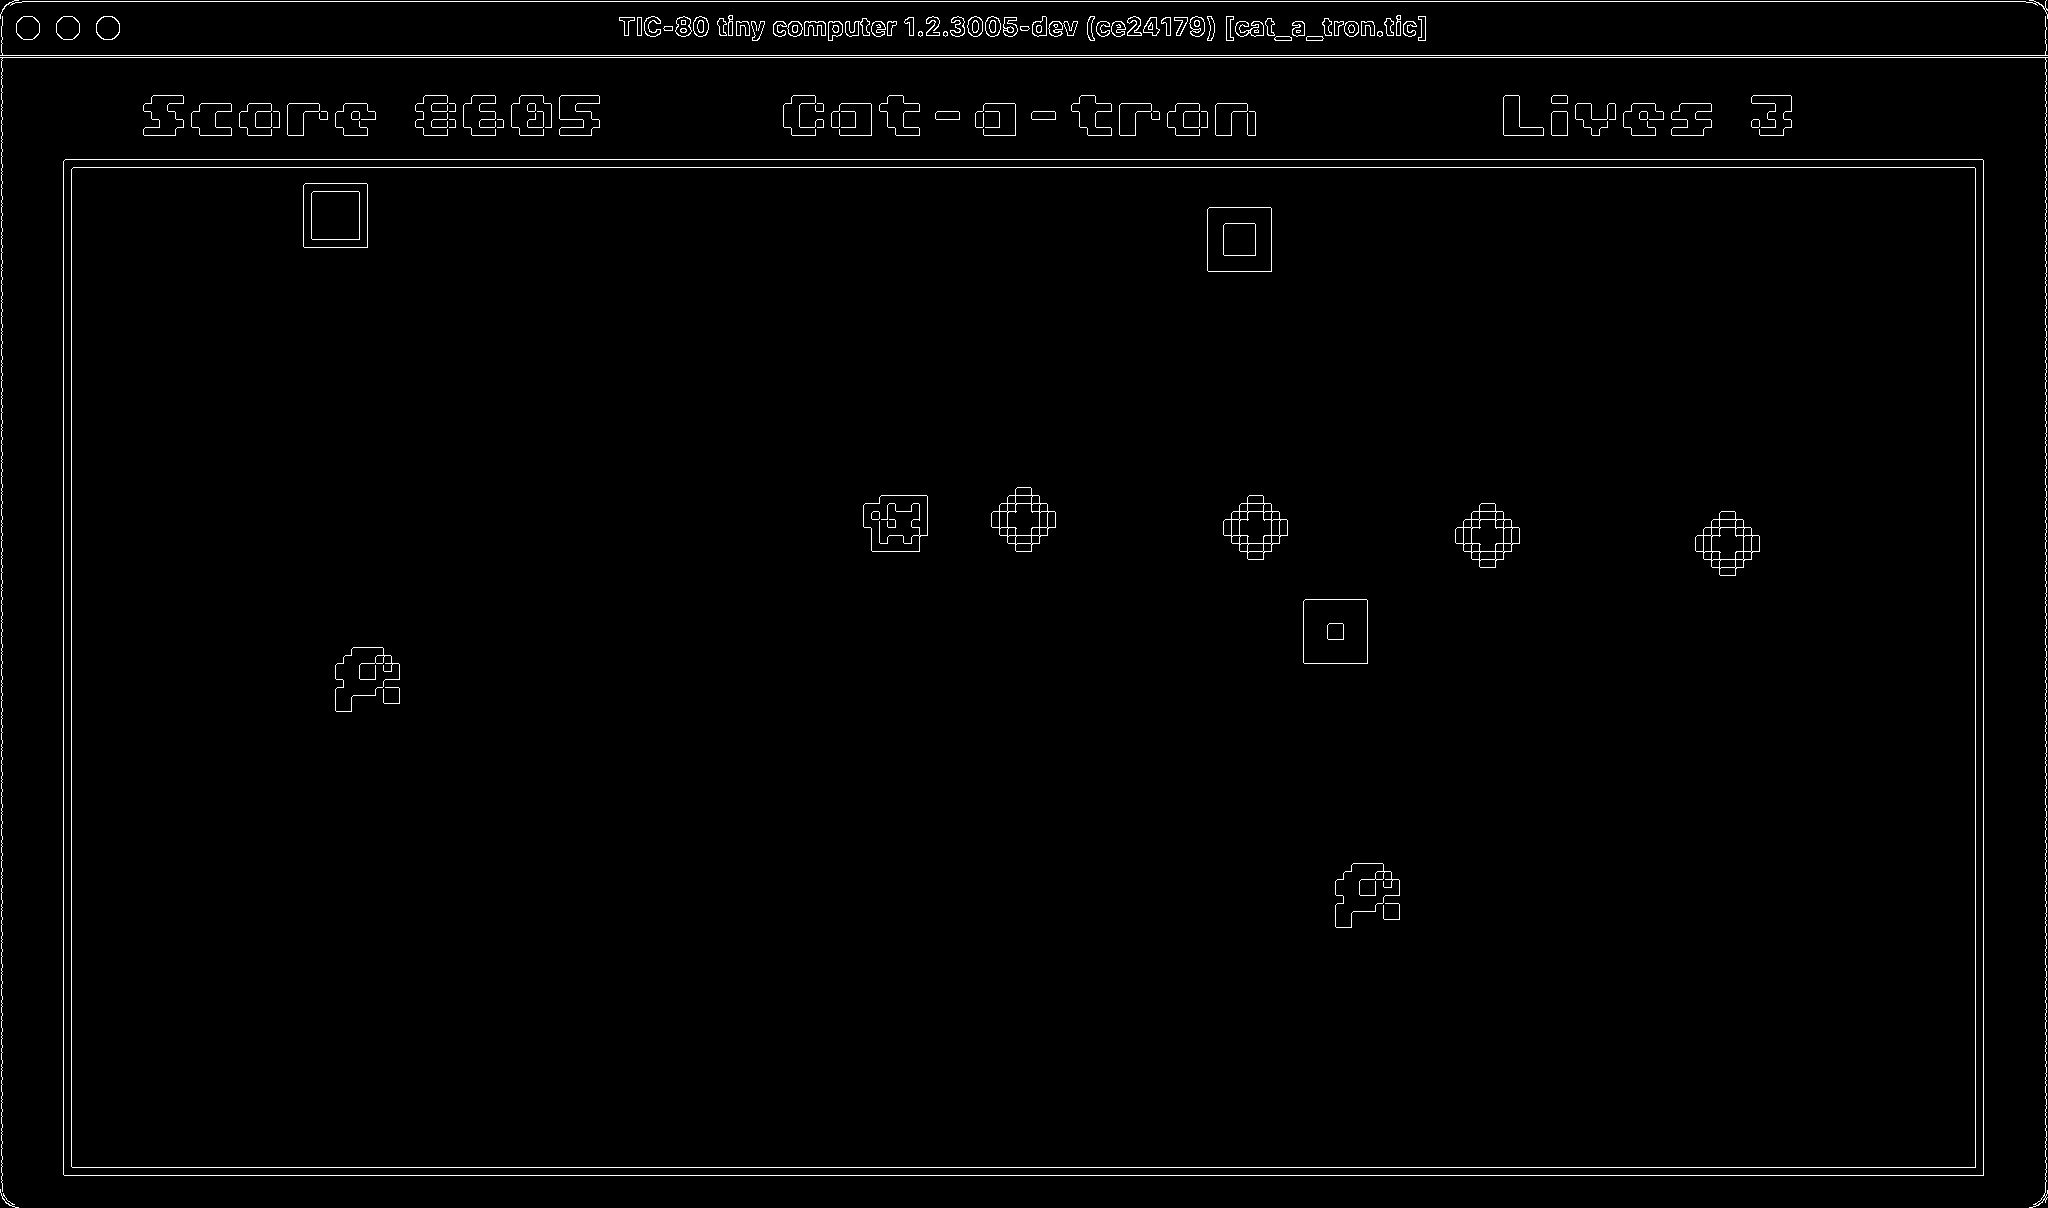 TIC-80 tiny computer 1.2.3005-dev (ce24179) [cat_a_tron.tic]
Score 8605 Cat-a-tron Lives 3